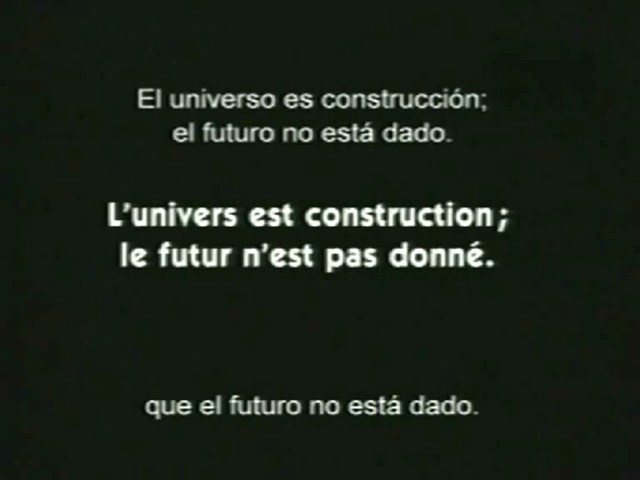 El universo es construcción;
el futuro no está dado.
L'univers est construction;
le futur n'est pas donné.
que el futuro no está dado.